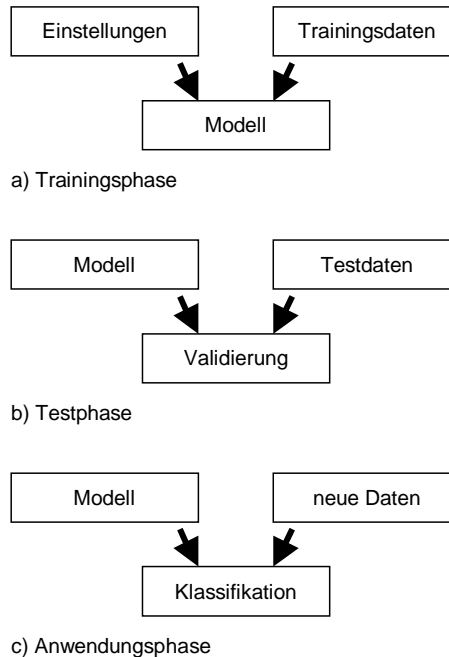 Einstellungen
Trainingsdaten
Modell
a) Trainingsphase
Modell
Testdaten
Validierung
b) Testphase
Modell
neue Daten
Klassifikation
c) Anwendungsphase